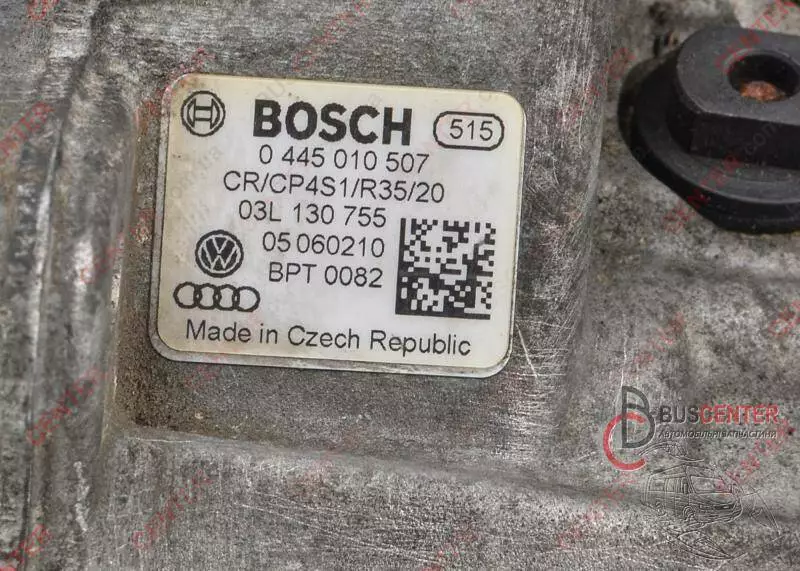 BOSCH 515
0 445 010 507
CR/CP4S1/R35/20
03L 130 755
05 060210
BPT 0082
Made in Czech Republic
BUSCENTER
АВТОМОБІЛЬНІ ЗАПЧАСТИНИ